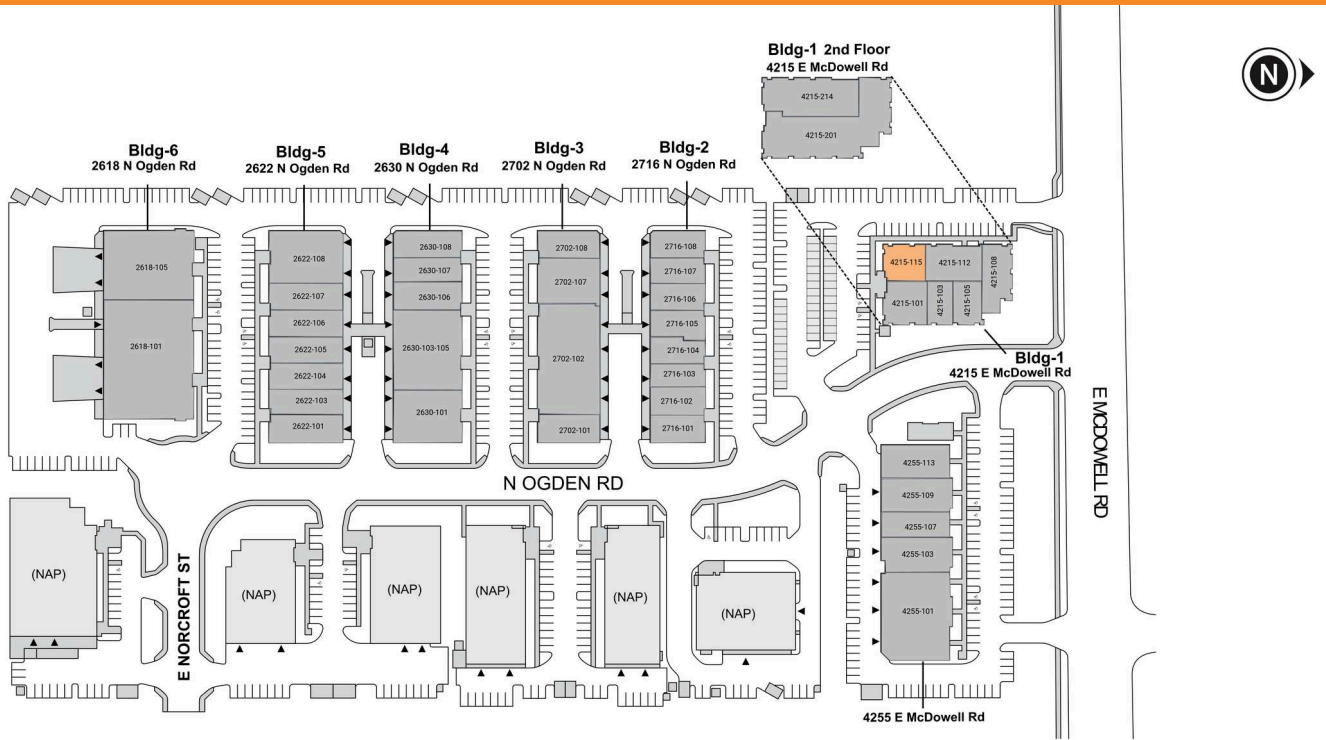 Bldg-1 2nd Floor
4215 E McDowell Rd
4215-214
4215-201
N
Bldg-6
2618 N Ogden Rd
Bldg-5
2622 N Ogden Rd
Bldg-4
2630 N Ogden Rd
Bldg-3
2702 N Ogden Rd
Bldg-2
2716 N Ogden Rd
2618-105
2618-101
2622-108
2622-107
2622-106
2622-105
2622-104
2622-103
2622-101
2630-108
2630-107
2630-106
2630-103-105
2630-101
2702-108
2702-107
2702-102
2702-101
2716-108
2716-107
2716-106
2716-105
2716-104
2716-103
2716-102
2716-101
4215-115
4215-112
4215-108
4215-101
4215-103
4215-105
Bldg-1
4215 E McDowell Rd
E MCDOWELL RD
N OGDEN RD
4255-113
4255-109
4255-107
4255-103
4255-101
4255 E McDowell Rd
E NORCROFT ST
(NAP)
(NAP)
(NAP)
(NAP)
(NAP)
(NAP)